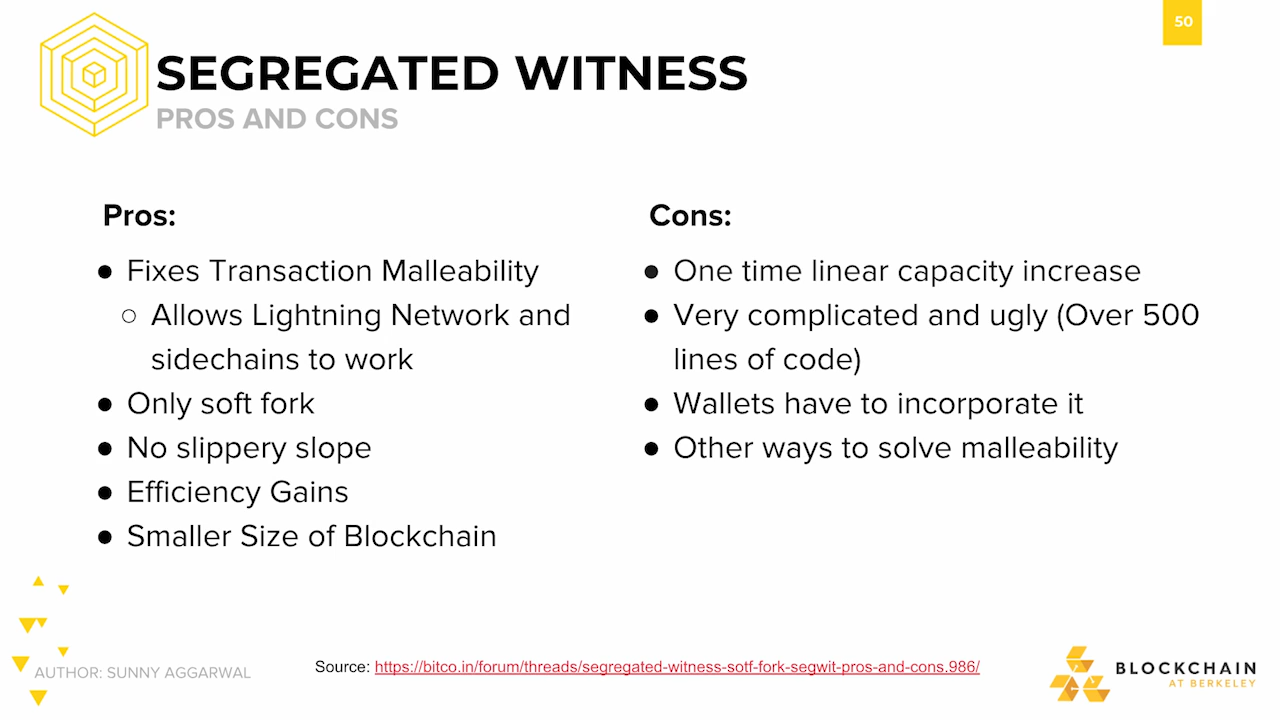 50
SEGREGATED WITNESS
PROS AND CONS
Pros:
● Fixes Transaction Malleability
○ Allows Lightning Network and
sidechains to work
● Only soft fork
● No slippery slope
● Efficiency Gains
● Smaller Size of Blockchain
Cons:
● One time linear capacity increase
● Very complicated and ugly (Over 500
lines of code)
● Wallets have to incorporate it
● Other ways to solve malleability
AUTHOR: SUNNY AGGARWAL
Source: https://bitco.in/forum/threads/segregated-witness-sotf-fork-segwit-pros-and-cons.986/
BLOCKCHAIN
AT BERKELEY